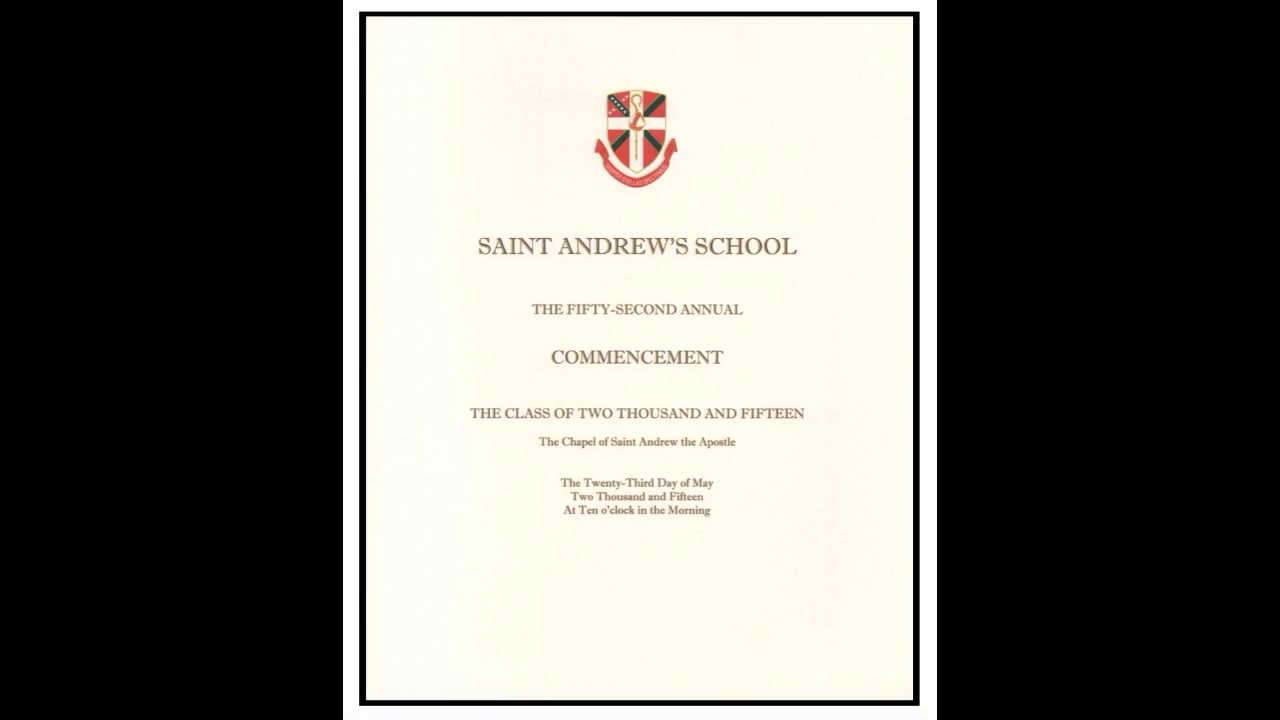 SAINT ANDREW'S SCHOOL
THE FIFTY-SECOND ANNUAL
COMMENCEMENT
THE CLASS OF TWO THOUSAND AND FIFTEEN
The Chapel of Saint Andrew the Apostle
The Twenty-Third Day of May
Two Thousand and Fifteen
At Ten o'clock in the Morning